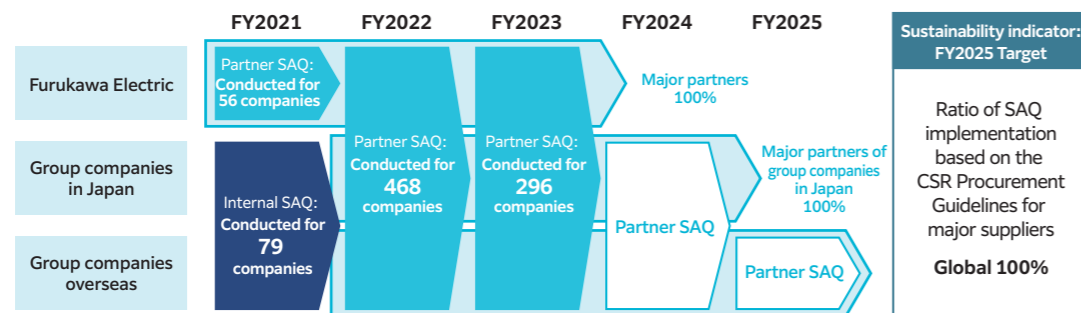 FY2021
FY2022
FY2023
FY2024
FY2025
Furukawa Electric
Partner SAQ:
Conducted for
56 companies
Major partners
100%
Group companies
in Japan
Internal SAQ:
Conducted for
79
companies
Partner SAQ:
Conducted for
468
companies
Partner SAQ:
Conducted for
296
companies
Partner SAQ
Major partners of
group companies
in Japan
100%
Group companies
overseas
Partner SAQ
Sustainability indicator:
FY2025 Target
Ratio of SAQ
implementation
based on the
CSR Procurement
Guidelines for
major suppliers
Global 100%